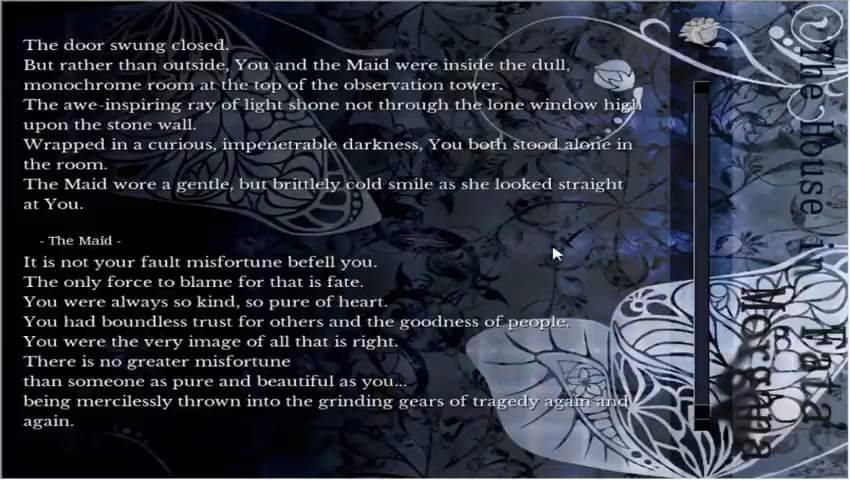 The door swung closed.
But rather than outside, You and the Maid were inside the dull,
monochrome room at the top of the observation tower.
The awe-inspiring ray of light shone not through the lone window high
upon the stone wall.
Wrapped in a curious, impenetrable darkness, You both stood alone in
the room.
The Maid wore a gentle, but brittlely cold smile as she looked straight
at You.
- The Maid -
It is not your fault misfortune befell you.
The only force to blame for that is fate.
You were always so kind, so pure of heart.
You had boundless trust for others and the goodness of people.
You were the very image of all that is right.
There is no greater misfortune
than someone as pure and beautiful as you...
being mercilessly thrown into the grinding gears of tragedy again and
again.
The House in
Fata
Morgana